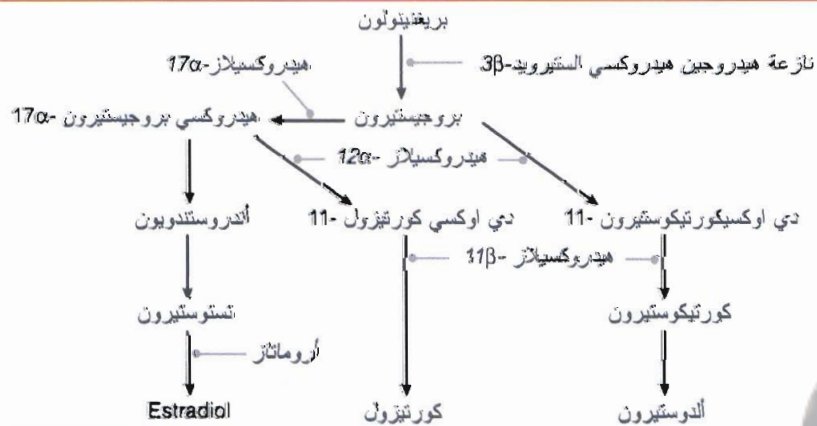 بريغنينولون
نازعة هيدروجين هيدروكسي الستيرويد-3β
هيدروكسيلاز-17α
بروجيستيرون
هيدروكسي بروجيستيرون -17α
هيدروكسيلاز -12α
دي اوكسيكورتيكوستيرون -11
دي اوكسي كورتيزول -11
أندروستندويون
هيدروكسيلاز -11β
كورتيكوستيرون
تستوستيرون
أروماتاز
ألدوستيرون
كورتيزول
Estradiol